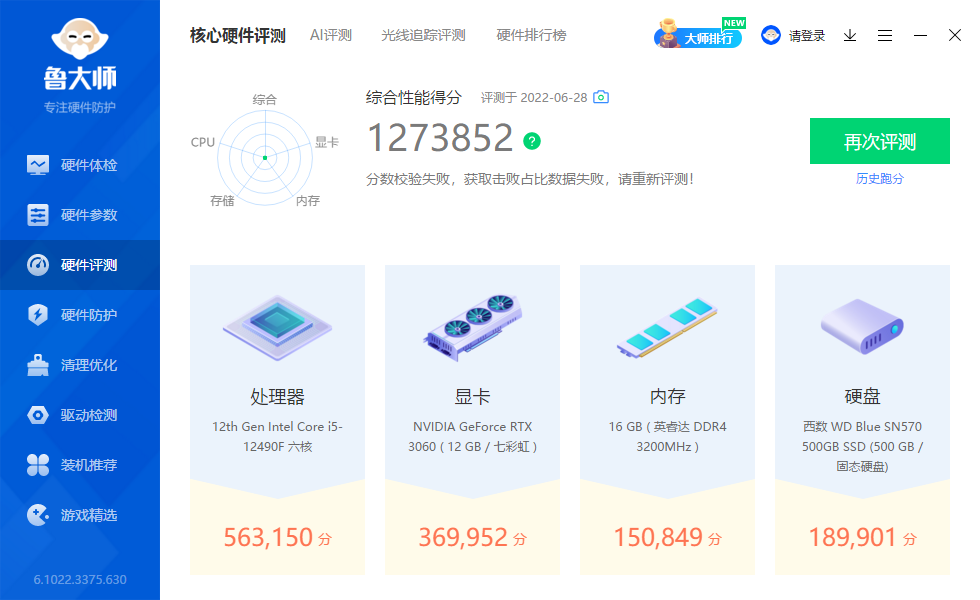 鲁大师
专注硬件防护
硬件体检
硬件参数
硬件评测
硬件防护
清理优化
驱动检测
装机推荐
游戏精选
6.1022.3375.630
核心硬件评测 AI评测 光线追踪评测 硬件排行榜
大师排行 NEW 请登录
综合
CPU 显卡
存储 内存
综合性能得分 评测于 2022-06-28
1273852 ?
分数校验失败，获取击败占比数据失败，请重新评测!
再次评测
历史跑分
处理器
12th Gen Intel Core i5-
12490F 六核
563,150 分
显卡
NVIDIA GeForce RTX
3060 ( 12 GB / 七彩虹 )
369,952 分
内存
16 GB ( 英睿达 DDR4
3200MHz )
150,849 分
硬盘
西数 WD Blue SN570
500GB SSD (500 GB /
固态硬盘)
189,901 分